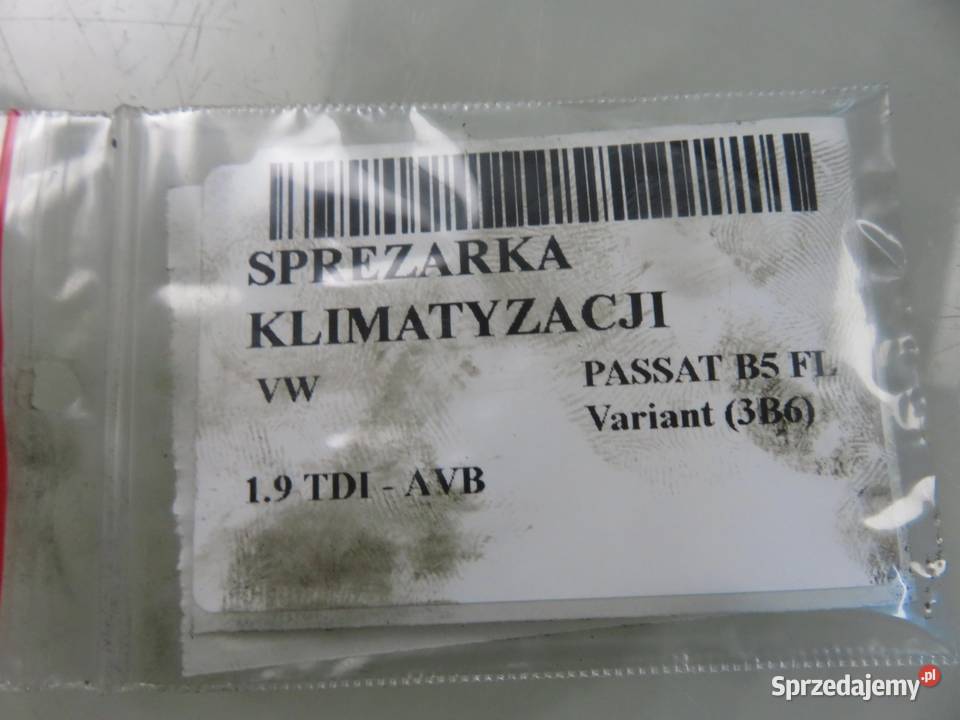 SPREZARKA
KLIMATYZACJI
VW
PASSAT B5 FL
Variant (3B6)
1.9 TDI - AVB
Sprzedajemy.pl